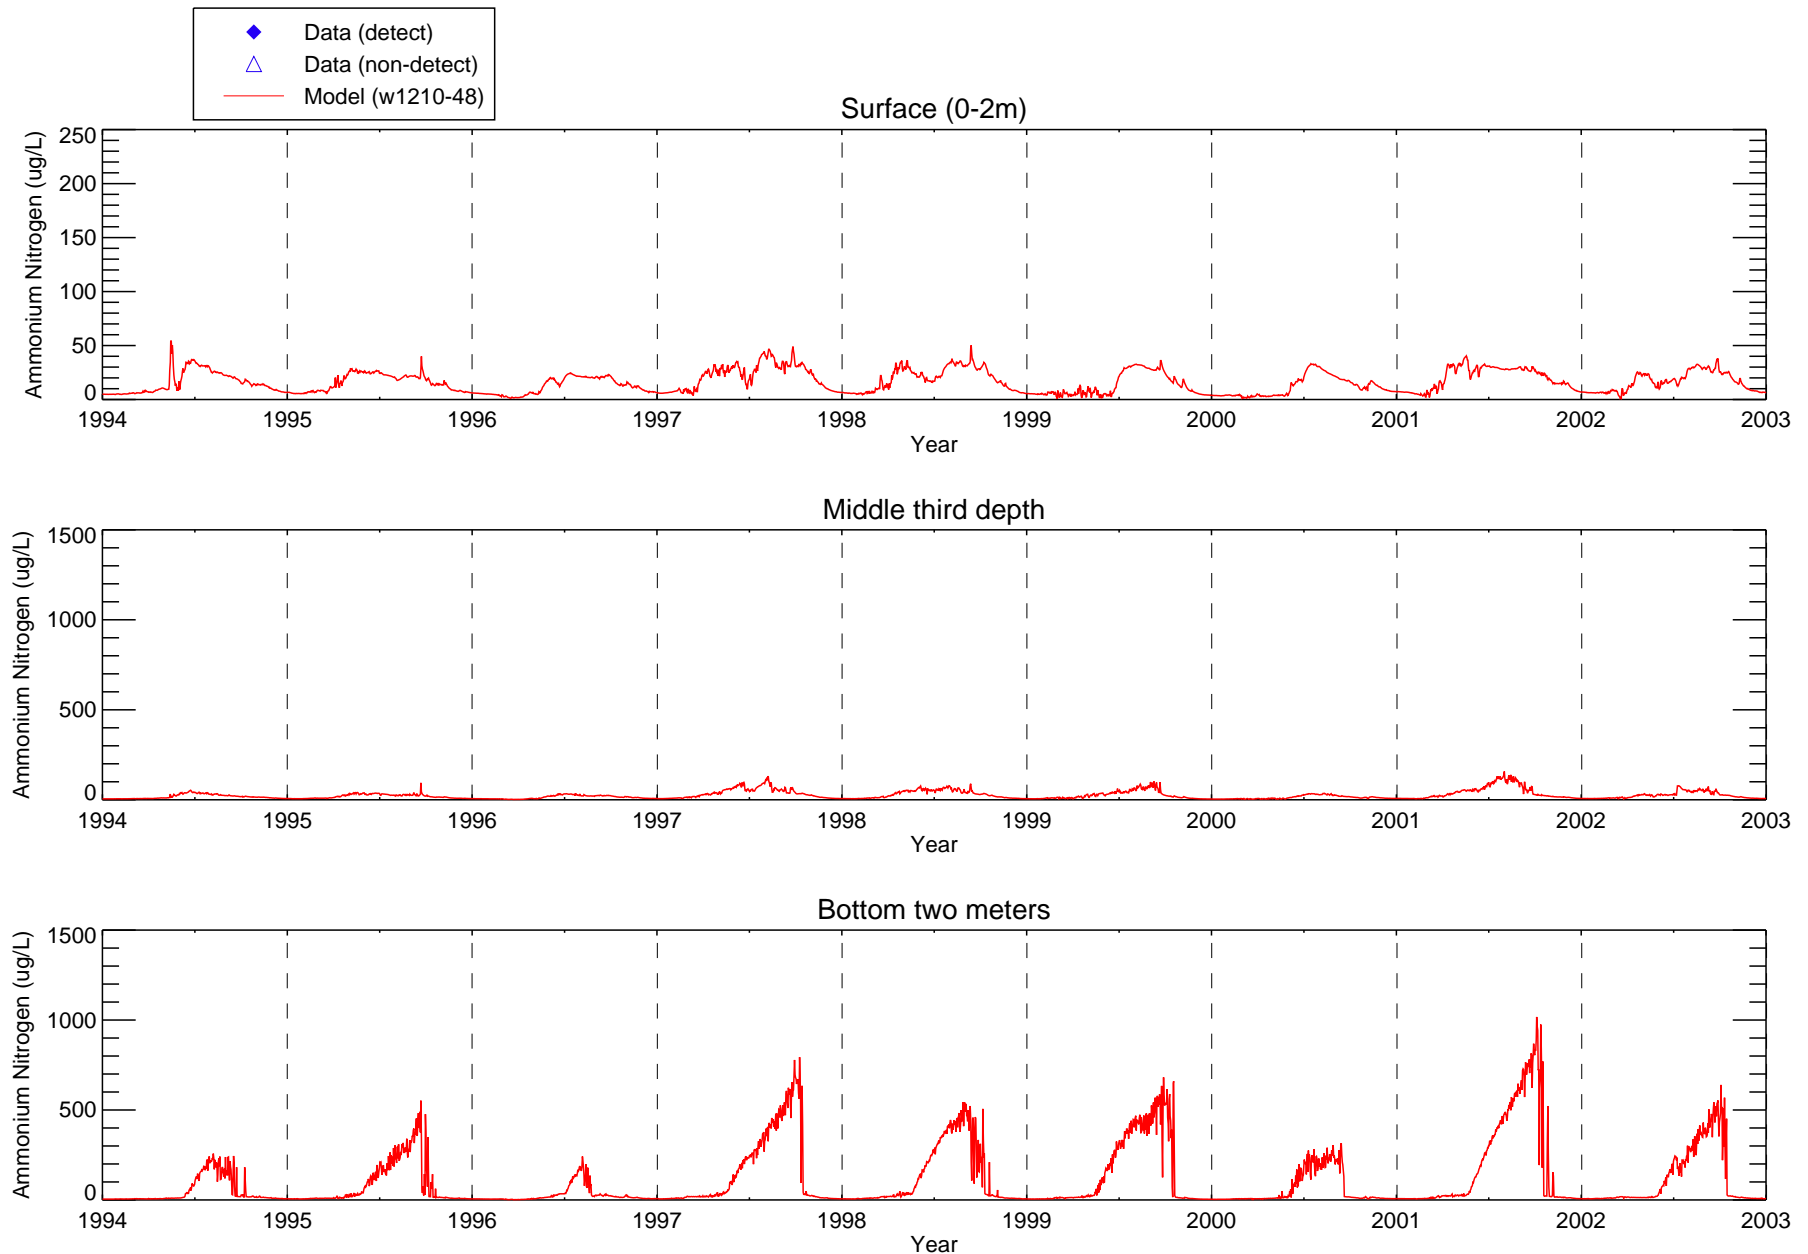 Data (detect)
Data (non-detect)
Model (w1210-48)
Surface (0-2m)
Ammonium Nitrogen (ug/L)
250
200
150
100
50
0
1994 1995 1996 1997 1998 1999 2000 2001 2002 2003
Year
Middle third depth
Ammonium Nitrogen (ug/L)
1500
1000
500
0
1994 1995 1996 1997 1998 1999 2000 2001 2002 2003
Year
Bottom two meters
Ammonium Nitrogen (ug/L)
1500
1000
500
0
1994 1995 1996 1997 1998 1999 2000 2001 2002 2003
Year